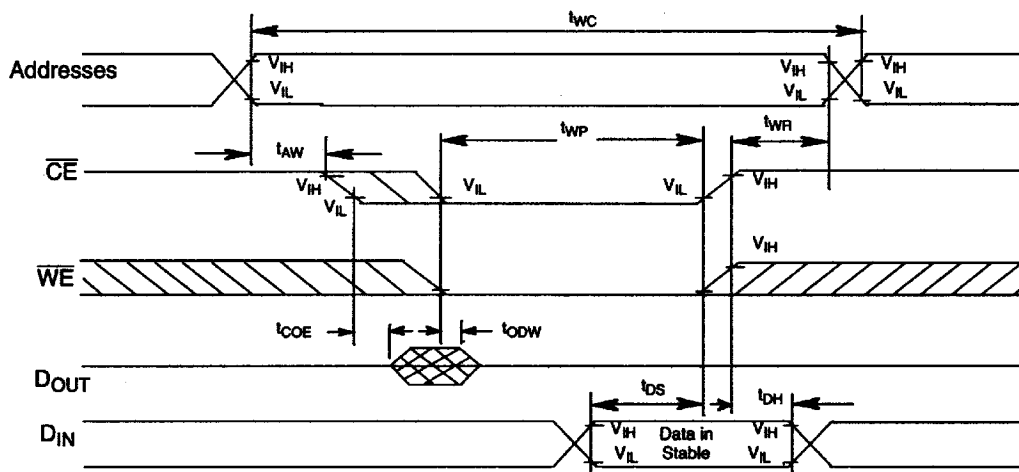 tWC
Addresses
VIH
VIL
VIH
VIL
VIH
VIL
tAW
tWP
tWR
CE
VIH
VIL
VIL
VIL
VIH
WE
VIH
tCOE
tODW
DOUT
tDS
tDH
DIN
VIH
VIL
Data in
Stable
VIH
VIL